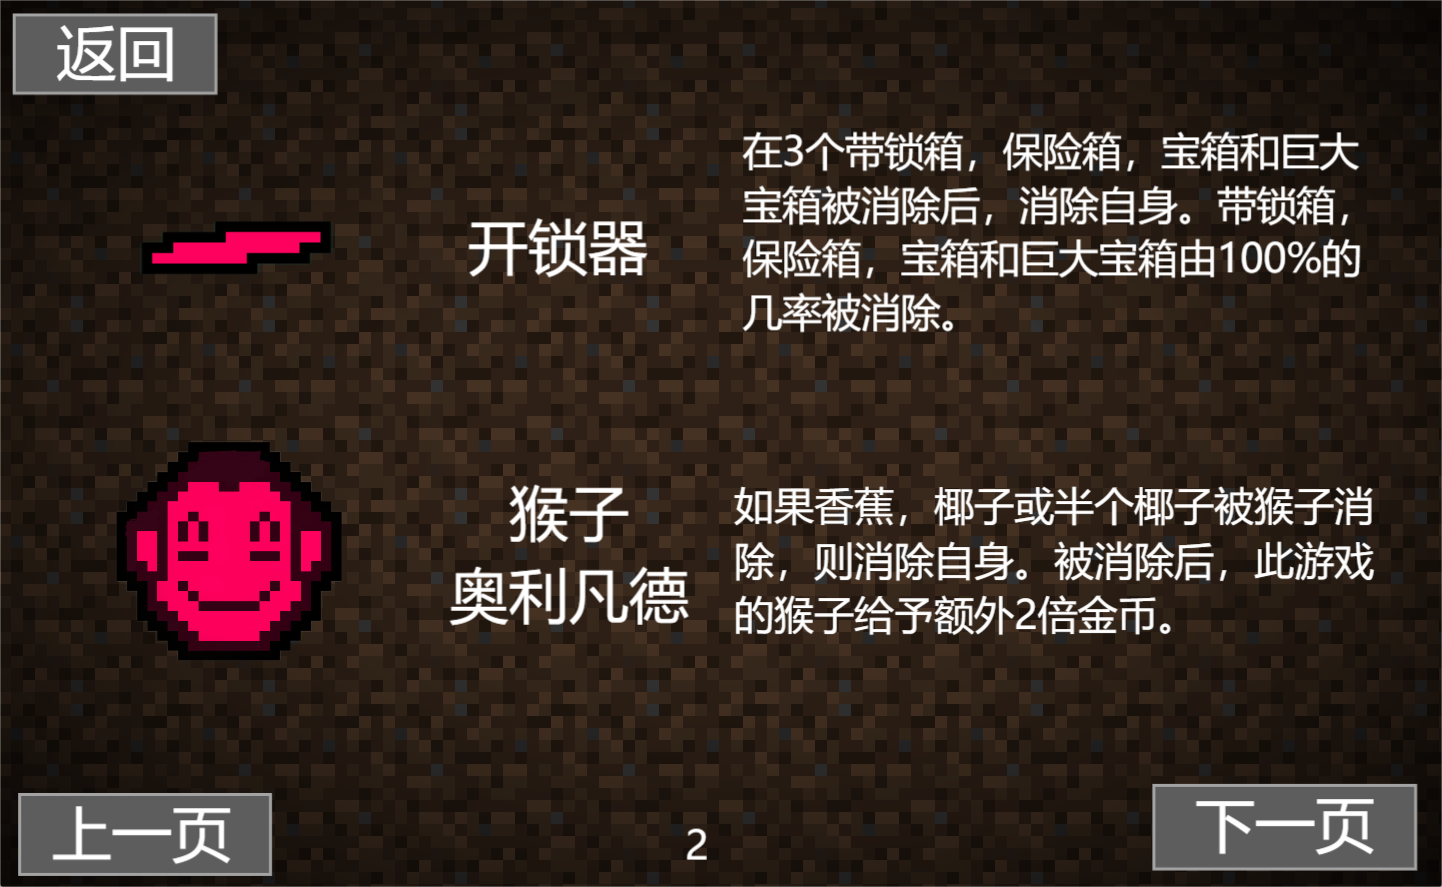 返回
开锁器
在3个带锁箱，保险箱，宝箱和巨大
宝箱被消除后，消除自身。带锁箱，
保险箱，宝箱和巨大宝箱由100%的
几率被消除。
猴子
奥利凡德
如果香蕉，椰子或半个椰子被猴子消
除，则消除自身。被消除后，此游戏
的猴子给予额外2倍金币。
上一页
2
下一页